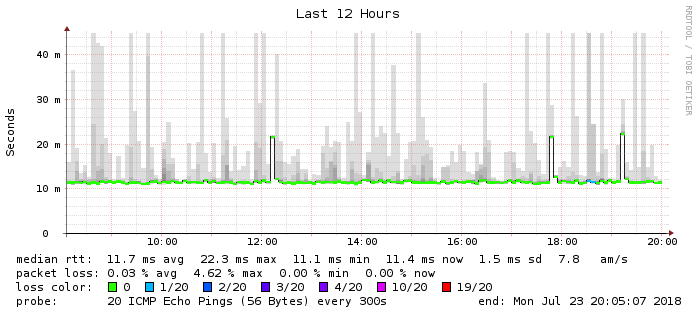 Last 12 Hours
RRDTOOL / TOBI OETIKER
Seconds
40 m
30 m
20 m
10 m
0
10:00 12:00 14:00 16:00 18:00 20:00
median rtt: 11.7 ms avg 22.3 ms max 11.1 ms min 11.4 ms now 1.5 ms sd 7.8 am/s
packet loss: 0.03 % avg 4.62 % max 0.00 % min 0.00 % now
loss color: 0 1/20 2/20 3/20 4/20 10/20 19/20
probe: 20 ICMP Echo Pings (56 Bytes) every 300s end: Mon Jul 23 20:05:07 2018